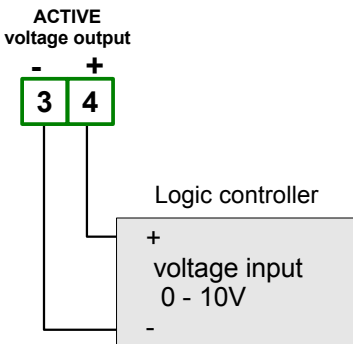 ACTIVE
voltage output
- +
3 4
Logic controller
+
voltage input
0 - 10V
-